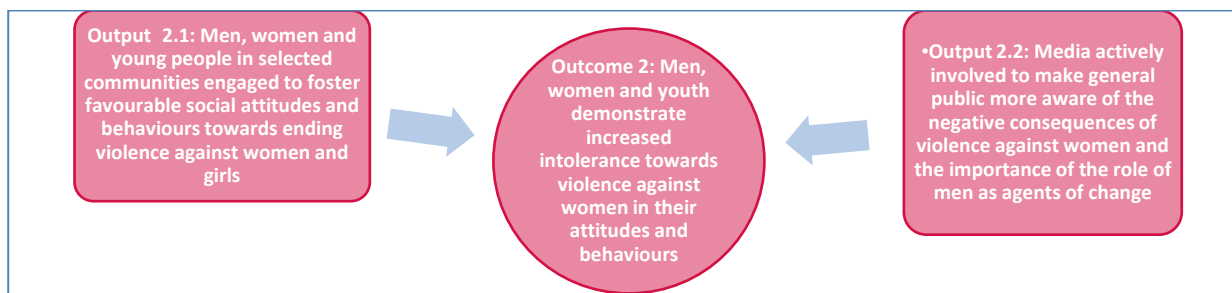 Output 2.1: Men, women and
young people in selected
communities engaged to foster
favourable social attitudes and
behaviours towards ending
violence against women and
girls
Outcome 2: Men,
women and youth
demonstrate
increased
intolerance towards
violence against
women in their
attitudes and
behaviours
•Output 2.2: Media actively
involved to make general
public more aware of the
negative consequences of
violence against women and
the importance of the role of
men as agents of change